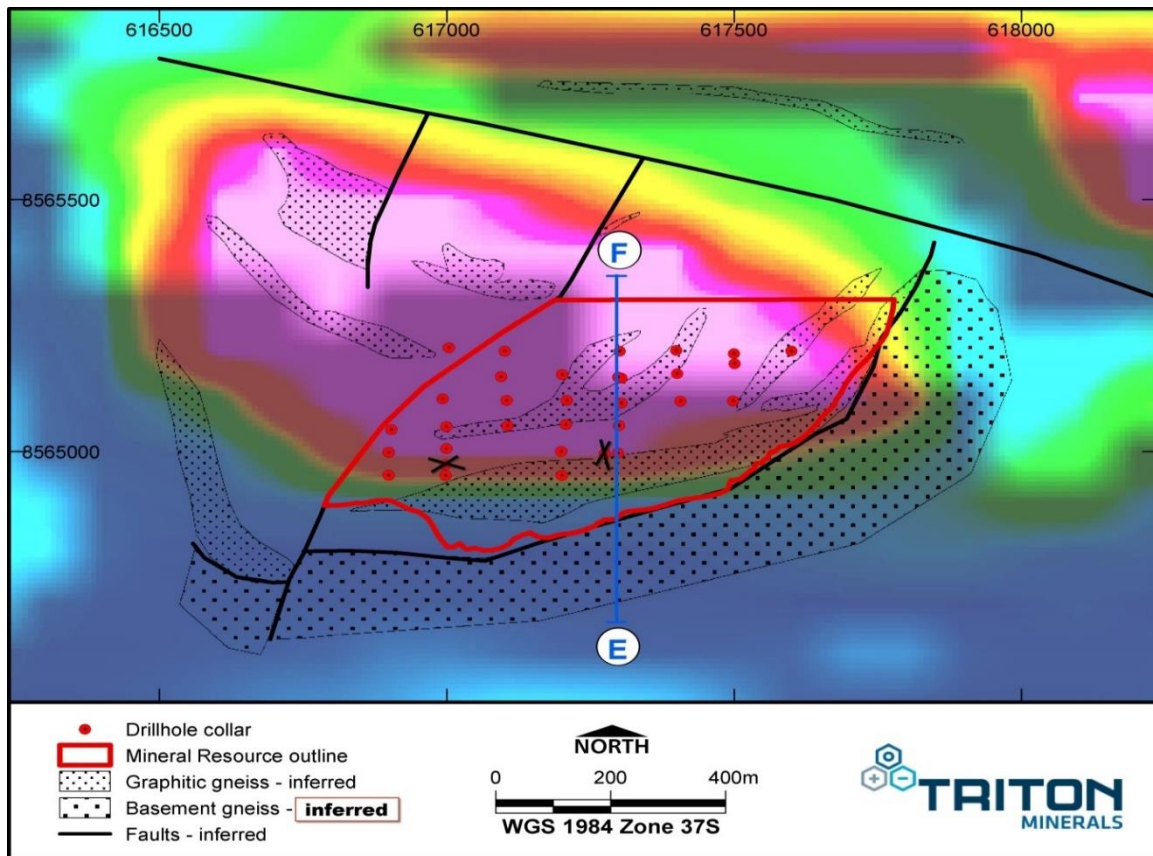 616500 617000 617500 618000
8565500
F
8565000
E
Drillhole collar
Mineral Resource outline
Graphitic gneiss - inferred
Basement gneiss - inferred
Faults - inferred
NORTH
0 200 400m
WGS 1984 Zone 37S
TRITON
MINERALS